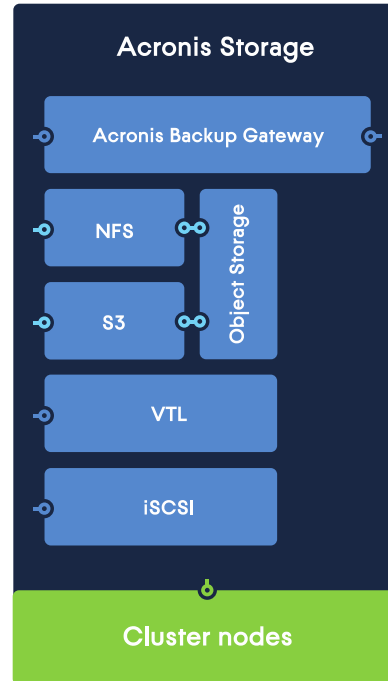 Acronis Storage
Acronis Backup Gateway
NFS
Object Storage
S3
VTL
iSCSI
Cluster nodes